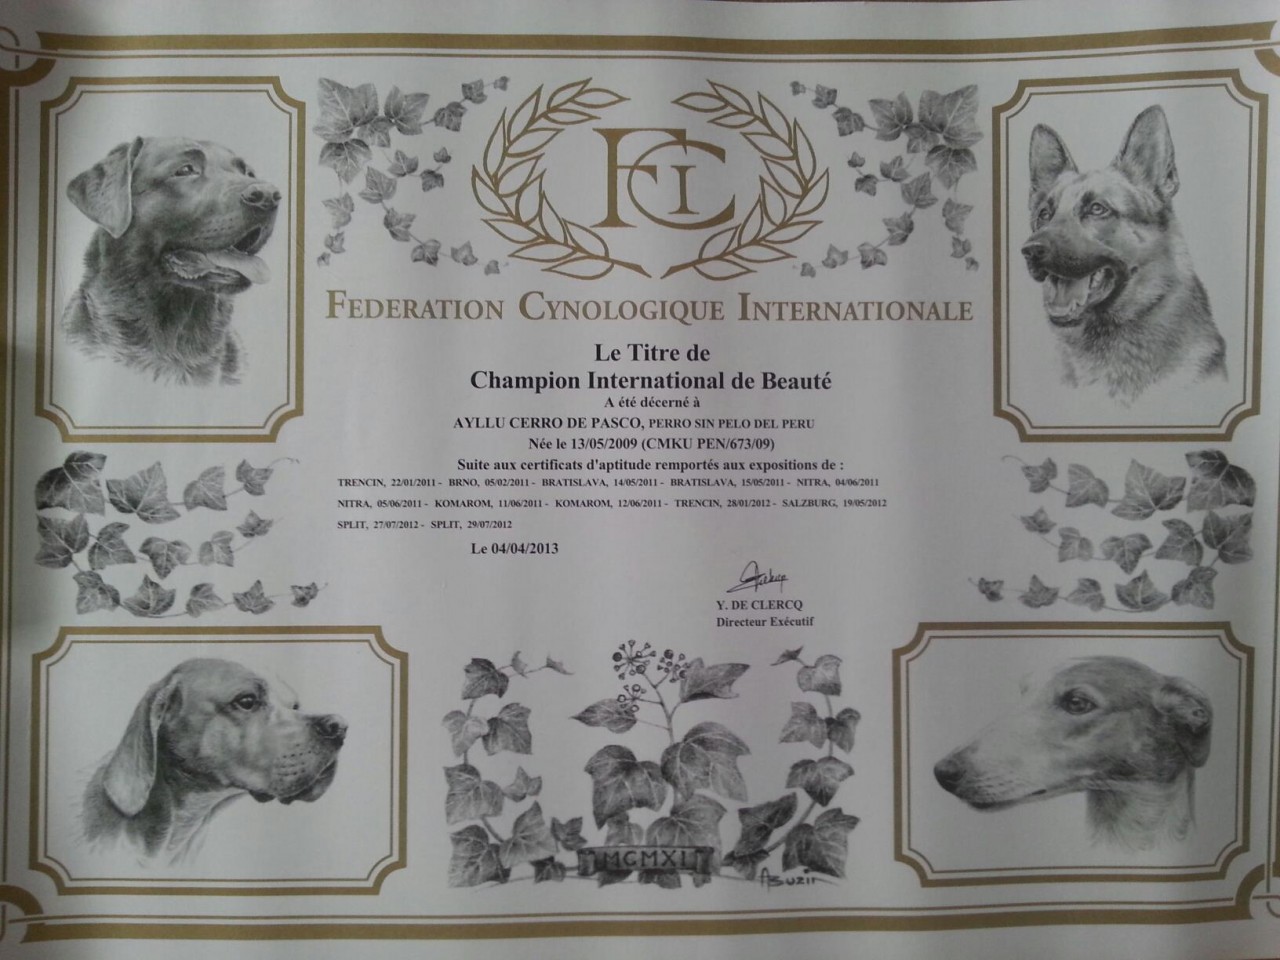 FCI
FEDERATION CYNOLOGIQUE INTERNATIONALE
Le Titre de
Champion International de Beauté
A été décerné à
AYLLU CERRO DE PASCO, PERRO SIN PELO DEL PERU
Née le 13/05/2009 (CMKU PEN/673/09)
Suite aux certificats d'aptitude remportés aux expositions de :
TRENCIN, 22/01/2011 - BRNO, 05/02/2011 - BRATISLAVA, 14/05/2011 - BRATISLAVA, 15/05/2011 - NITRA, 04/06/2011
NITRA, 05/06/2011 - KOMAROM, 11/06/2011 - KOMAROM, 12/06/2011 - TRENCIN, 28/01/2012 - SALZBURG, 19/05/2012
SPLIT, 27/07/2012 - SPLIT, 29/07/2012
Le 04/04/2013
Y. DE CLERCQ
Directeur Exécutif
MCMXI